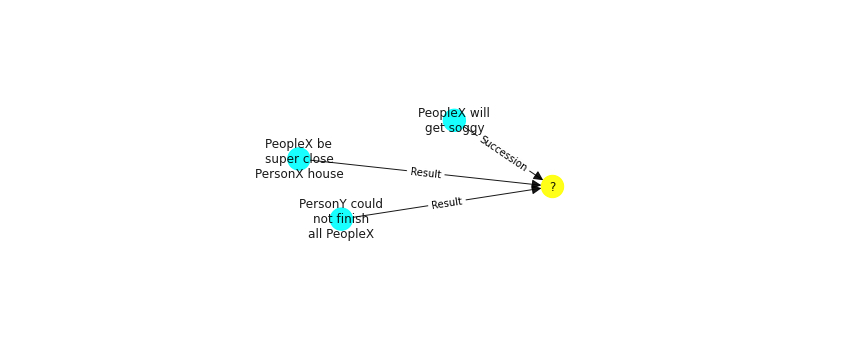 PeopleX will
get soggy
Succession
PeopleX be
super close
PersonX house
Result
?
PersonY could
not finish
all PeopleX
Result